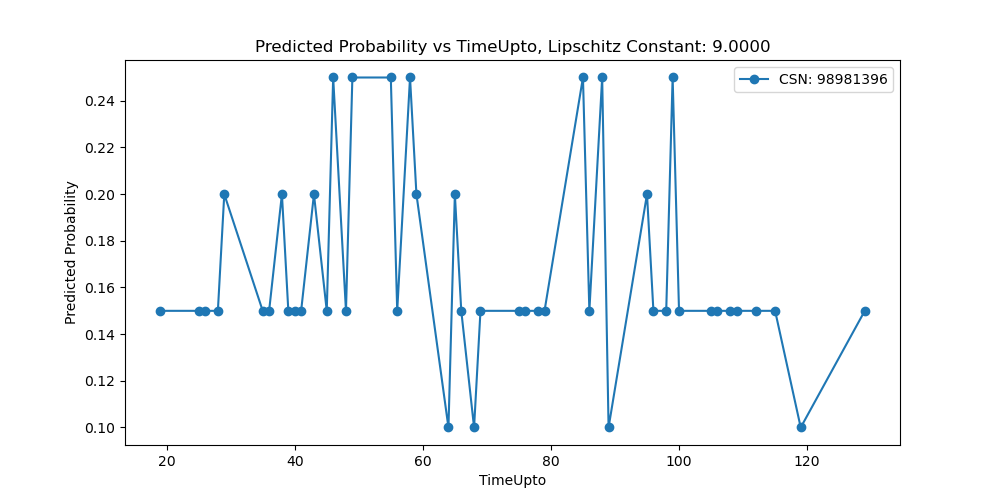 Predicted Probability vs TimeUpto, Lipschitz Constant: 9.0000
CSN: 98981396
Predicted Probability
0.24
0.22
0.20
0.18
0.16
0.14
0.12
0.10
20 40 60 80 100 120
TimeUpto